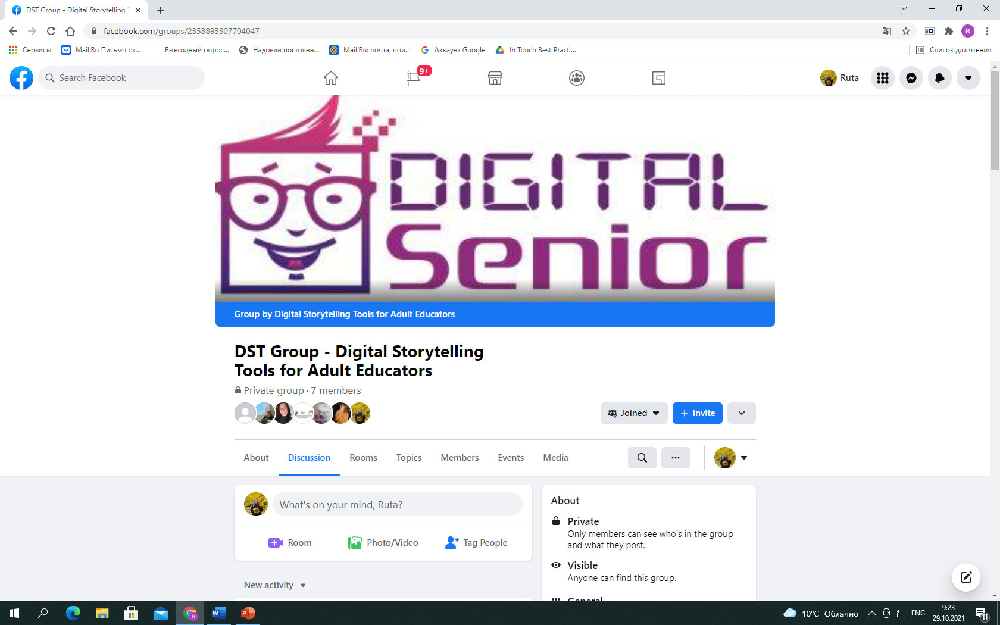 DST Group - Digital Storytelling T
facebook.com/groups/2358893307704047
R
Сервисы
Mail.Ru Письмо от...
Ежегодный опрос...
Надоели постоянн...
Mail.Ru: почта, пои...
Аккаунт Google
In Touch Best Practi...
Список для чтения
Search Facebook
9+
Ruta
DIGITAL
Senior
Group by Digital Storytelling Tools for Adult Educators
DST Group - Digital Storytelling
Tools for Adult Educators
Private group · 7 members
Joined
+ Invite
About
Discussion
Rooms
Topics
Members
Events
Media
What's on your mind, Ruta?
Room
Photo/Video
Tag People
New activity
About
Private
Only members can see who's in the group
and what they post.
Visible
Anyone can find this group.
General
10°C Облачно
ENG
9:23
29.10.2021
11